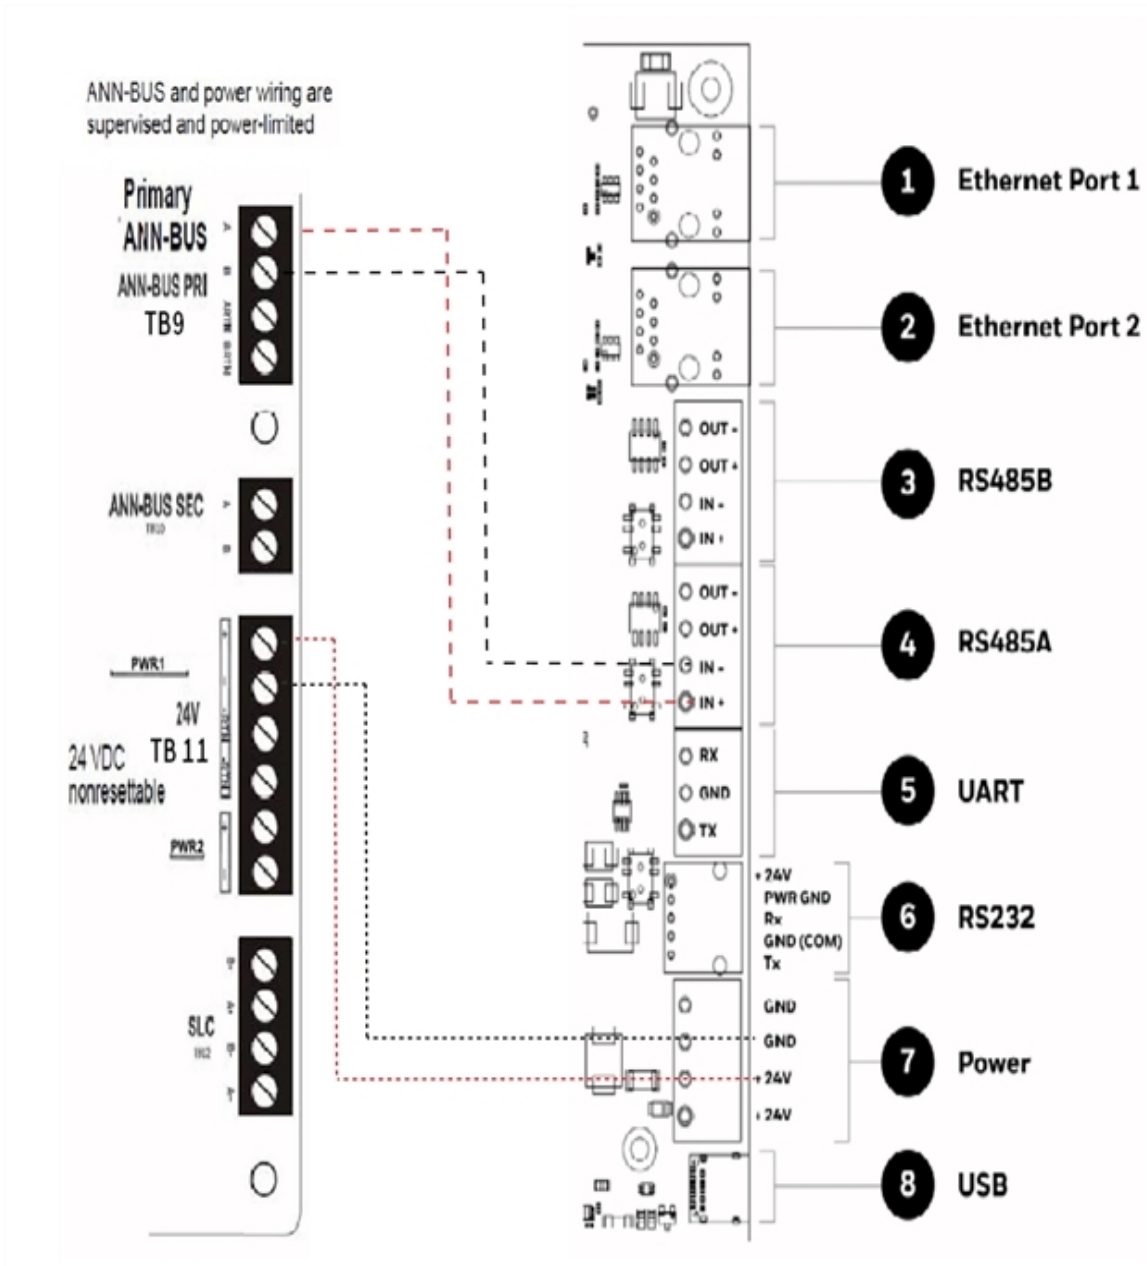 ANN-BUS and power wiring are
supervised and power-limited
Primary
ANN-BUS
ANN-BUS PRI
TB9
A
B
ANN-BUS SEC
TB10
A
B
PWR1
24V
TB 11
24 VDC
nonresettable
PWR2
SLC
TB12
B-
A+
B-
A-
OUT -
OUT +
IN -
IN +
OUT -
OUT +
IN -
IN +
RX
GND
TX
+ 24V
PWR GND
Rx
GND (COM)
Tx
GND
GND
+ 24V
+ 24V
1 Ethernet Port 1
2 Ethernet Port 2
3 RS485B
4 RS485A
5 UART
6 RS232
7 Power
8 USB